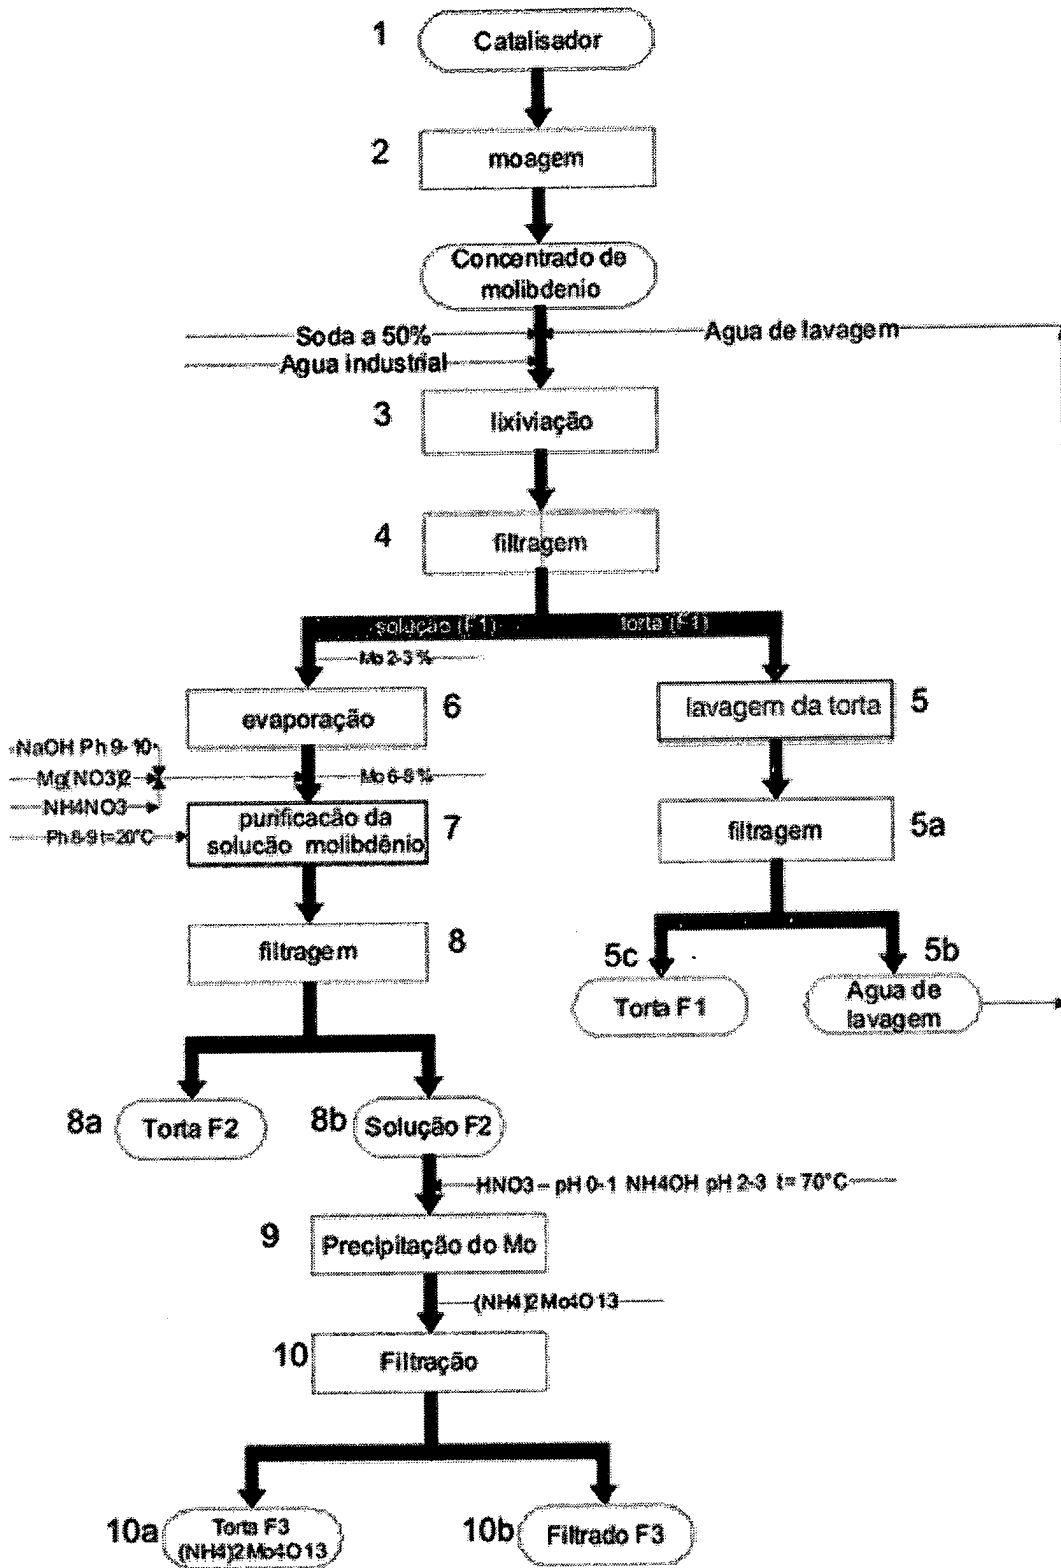 1
Catalisador
2
moagem
Concentrado de
molibdenio
Soda a 50%
Agua de lavagem
Agua industrial
3
lixiviação
4
filtragem
solução (F1)
torta (F1)
Mo 2-3 %
evaporação
6
lavagem da torta
5
NaOH Ph 9-10
Mg(NO3)2
Mo 6-8 %
NH4NO3
Ph 8-9 t=20°C
purificacão da
solucão molibdênio
7
filtragem
5a
filtragem
8
5c
5b
Torta F1
Agua de
lavagem
8a
Torta F2
8b
Solução F2
HNO3 - pH 0-1 NH4OH pH 2-3 t= 70°C
9
Precipitação do Mo
(NH4)2Mo4O13
10
Filtração
10a
Torta F3
(NH4)2Mo4O13
10b
Filtrado F3